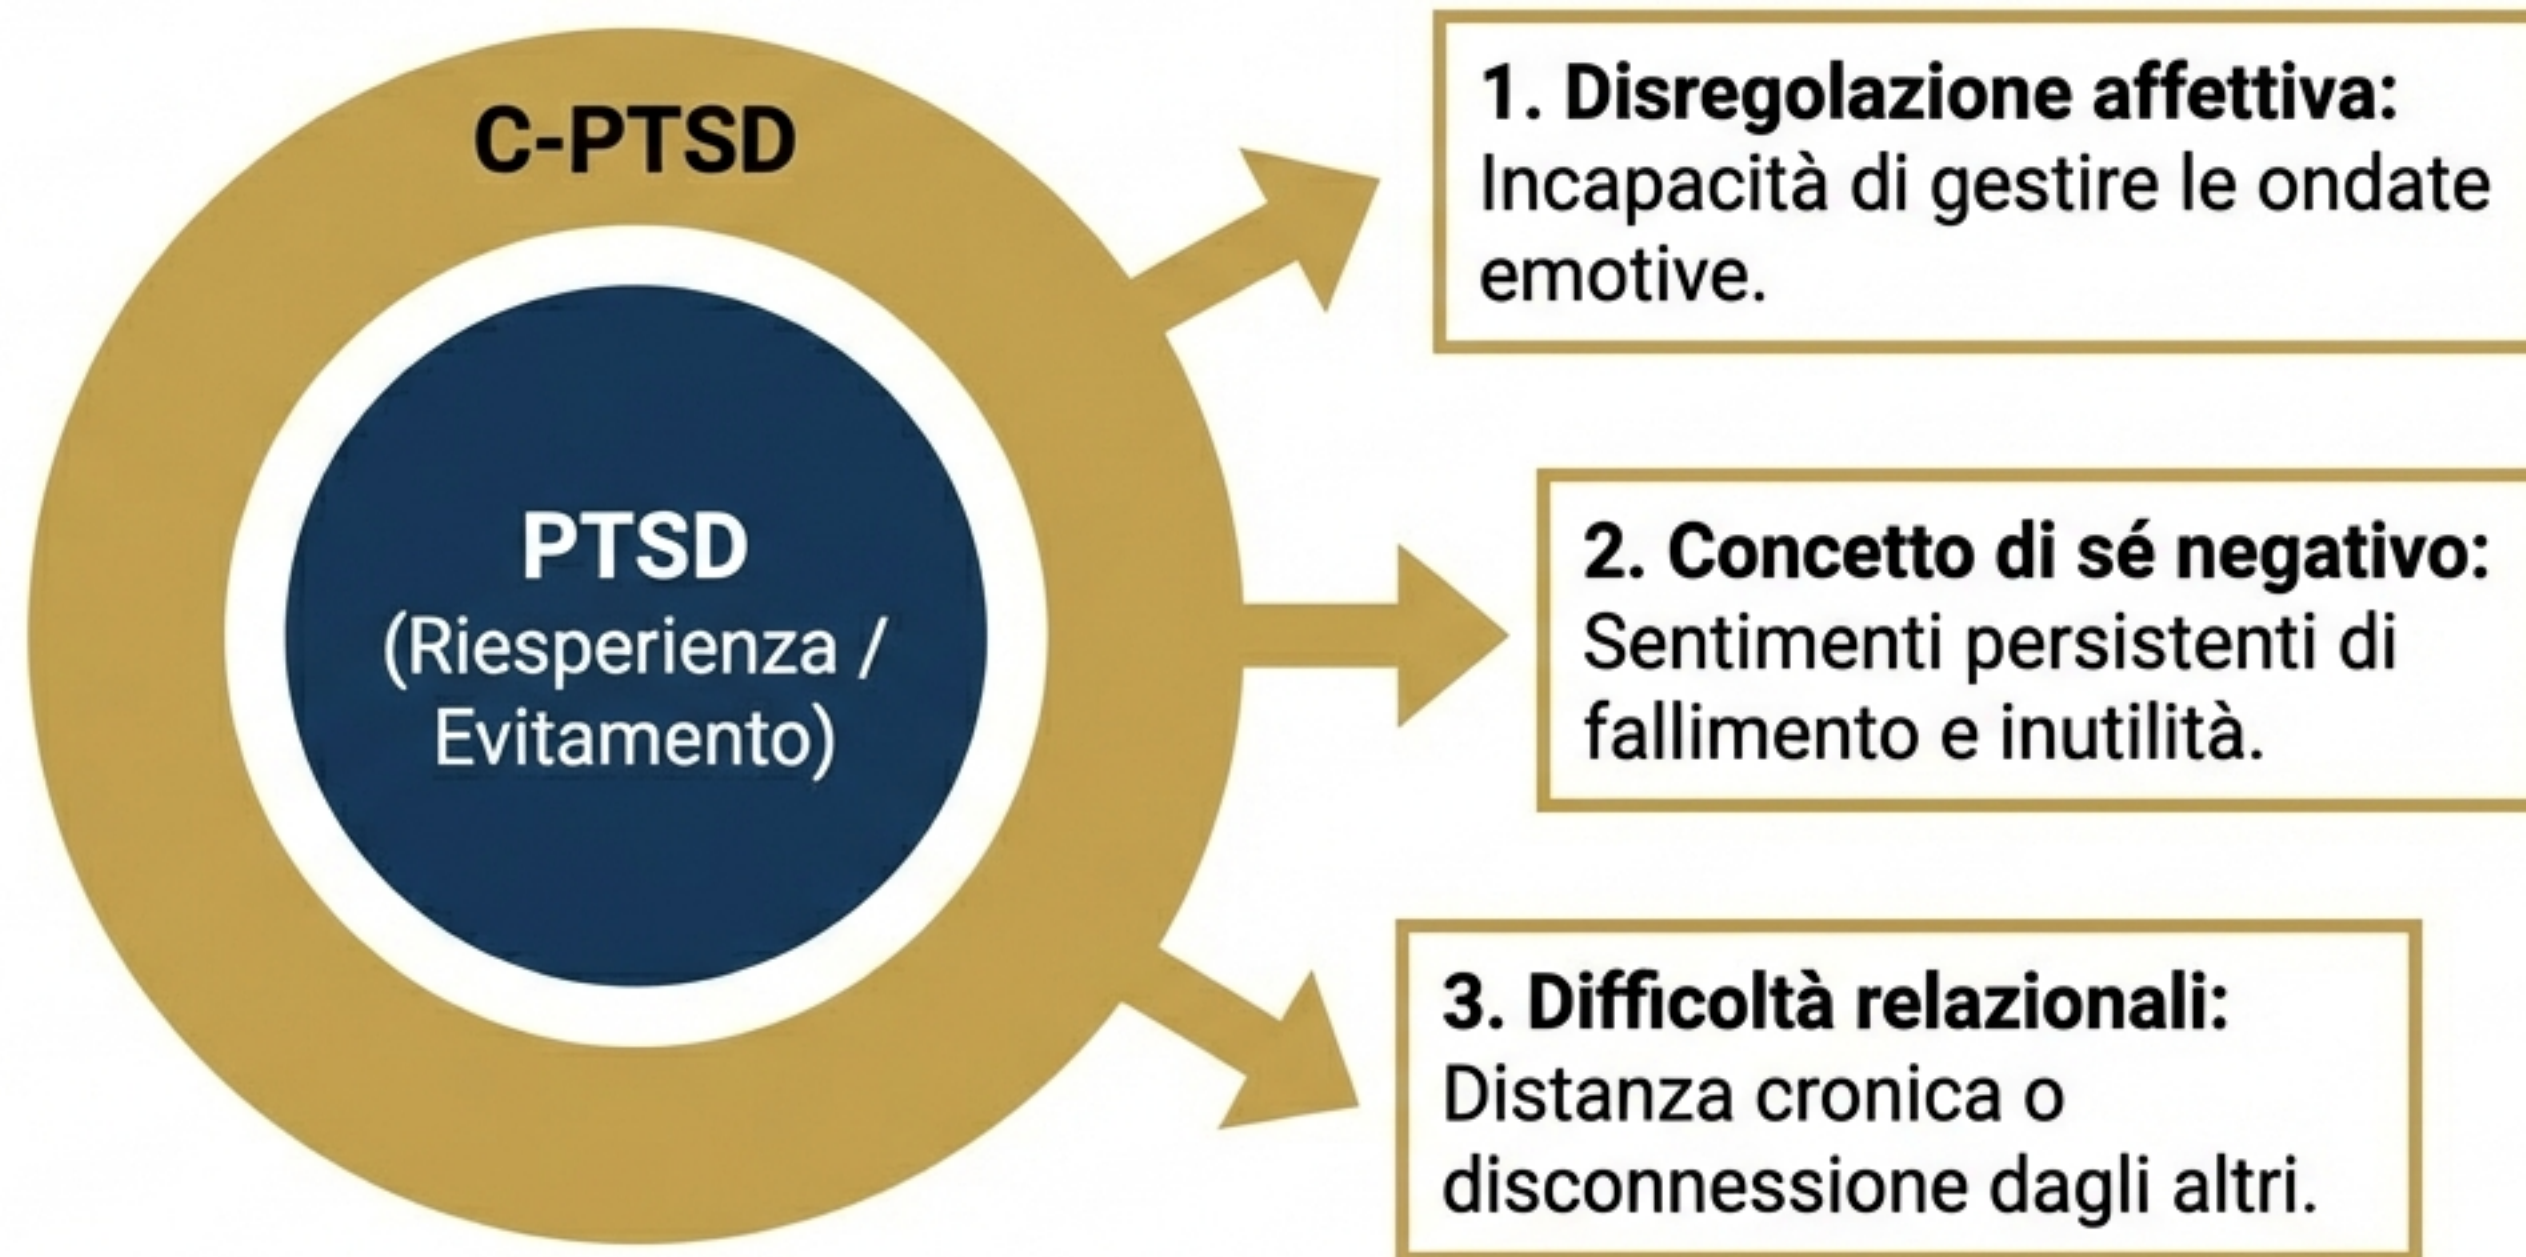 C-PTSD
PTSD
(Riesperienza /
Evitamento)
1. Disregolazione affettiva:
Incapacità di gestire le ondate
emotive.
2. Concetto di sé negativo:
Sentimenti persistenti di
fallimento e inutilità.
3. Difficoltà relazionali:
Distanza cronica o
disconnessione dagli altri.